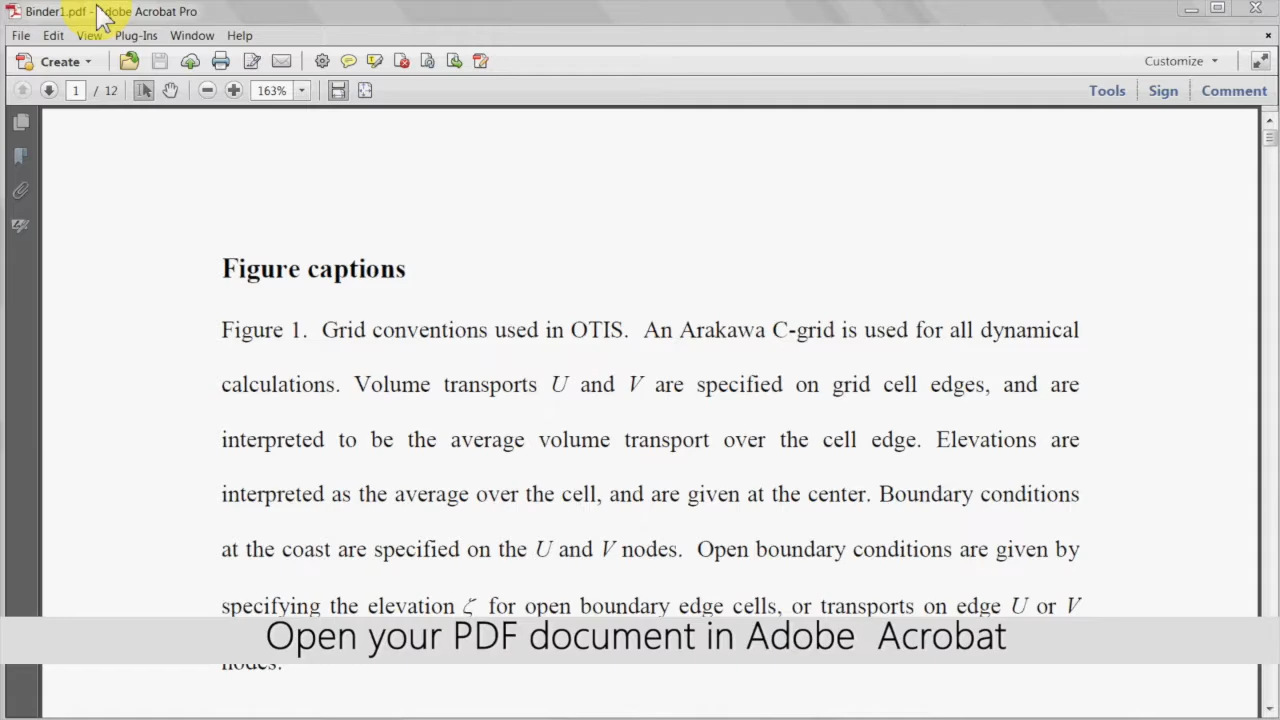 Binder1.pdf - Adobe Acrobat Pro
File Edit View Plug-Ins Window Help
Create Customize
1 / 12 163% Tools Sign Comment
Figure captions
Figure 1. Grid conventions used in OTIS. An Arakawa C-grid is used for all dynamical
calculations. Volume transports U and V are specified on grid cell edges, and are
interpreted to be the average volume transport over the cell edge. Elevations are
interpreted as the average over the cell, and are given at the center. Boundary conditions
at the coast are specified on the U and V nodes. Open boundary conditions are given by
specifying the elevation ζ for open boundary edge cells, or transports on edge U or V
Open your PDF document in Adobe Acrobat
nodes.